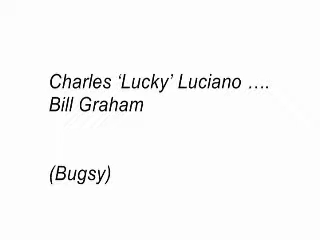 Charles ‘Lucky’ Luciano ….
Bill Graham
(Bugsy)